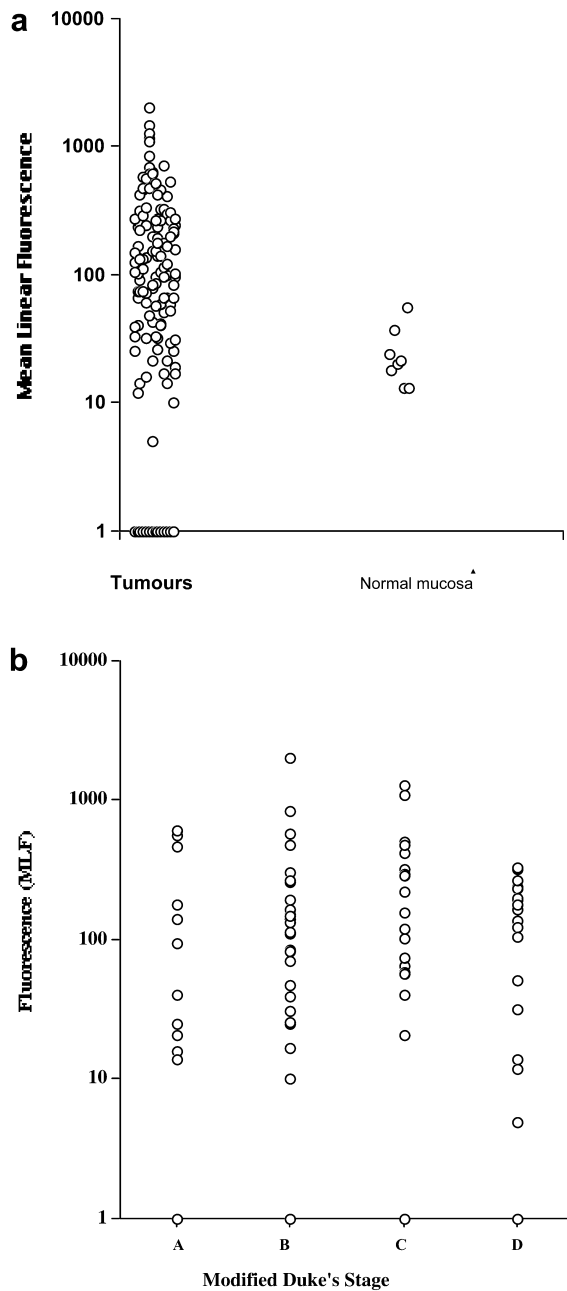 a
10000
1000
100
10
1
Mean Linear Fluorescence
Tumours
Normal mucosa
b
10000
1000
100
10
1
Fluorescence (MLF)
A B C D
Modified Duke's Stage